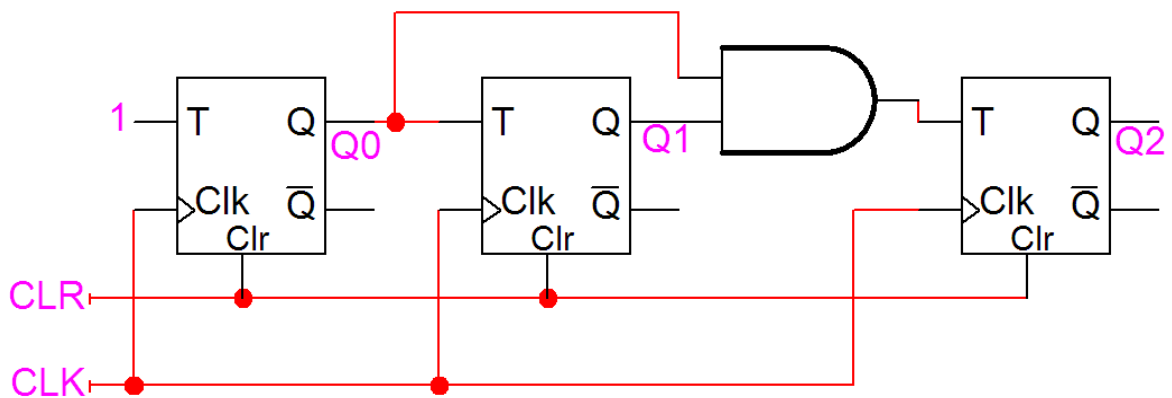 1 T Q Q0 T Q Q1 T Q Q2
Clk Q̅ Clk Q̅ Clk Q̅
Clr Clr Clr
CLR
CLK